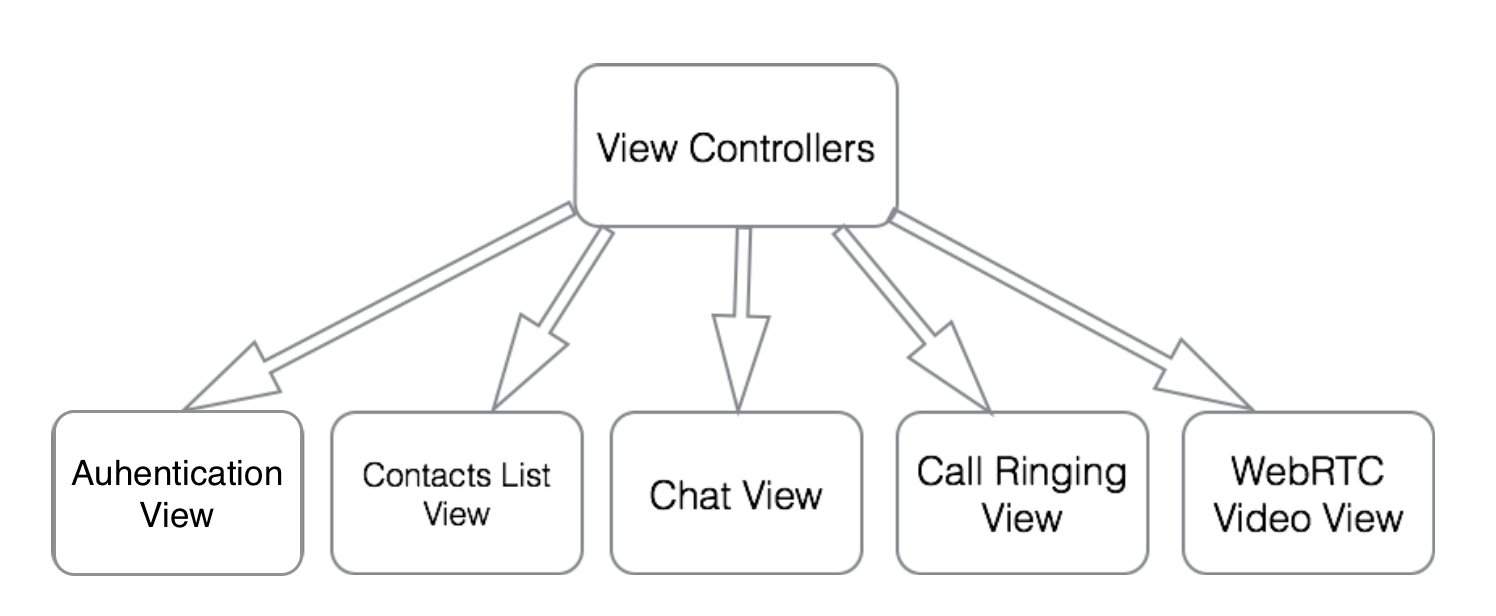 View Controllers
Auhentication
View
Contacts List
View
Chat View
Call Ringing
View
WebRTC
Video View